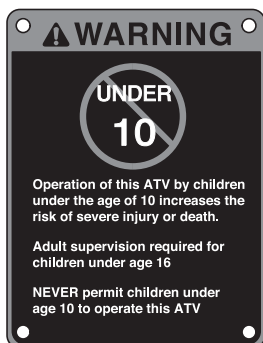 WARNING
UNDER
10
Operation of this ATV by children
under the age of 10 increases the
risk of severe injury or death.
Adult supervision required for
children under age 16
NEVER permit children under
age 10 to operate this ATV